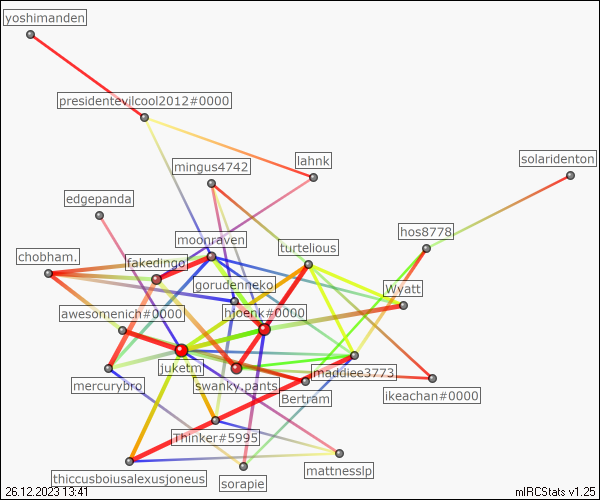 yoshimanden
presidentevilcool2012#0000
mingus4742
lahnk
solaridenton
edgepanda
moonraven
hos8778
turtelious
chobham.
fakedingo
gorudenneko
Wyatt
awesomenich#0000
hjoenk#0000
juketm
maddiee3773
mercurybro
swanky.pants
Bertram
ikeachan#0000
Thinker#5995
thiccusboiusalexusjoneus
mattnesslp
sorapie
26.12.2023 13:41
mIRCStats v1.25